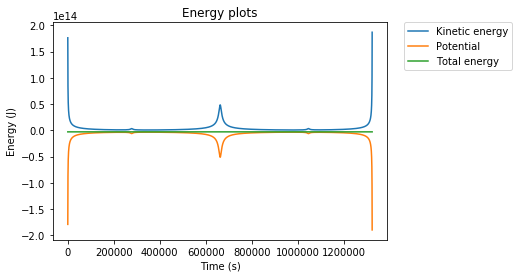 Energy plots
1e14
2.0
1.5
1.0
0.5
0.0
−0.5
−1.0
−1.5
−2.0
Energy (J)
0 200000 400000 600000 800000 1000000 1200000
Time (s)
Kinetic energy
Potential
Total energy